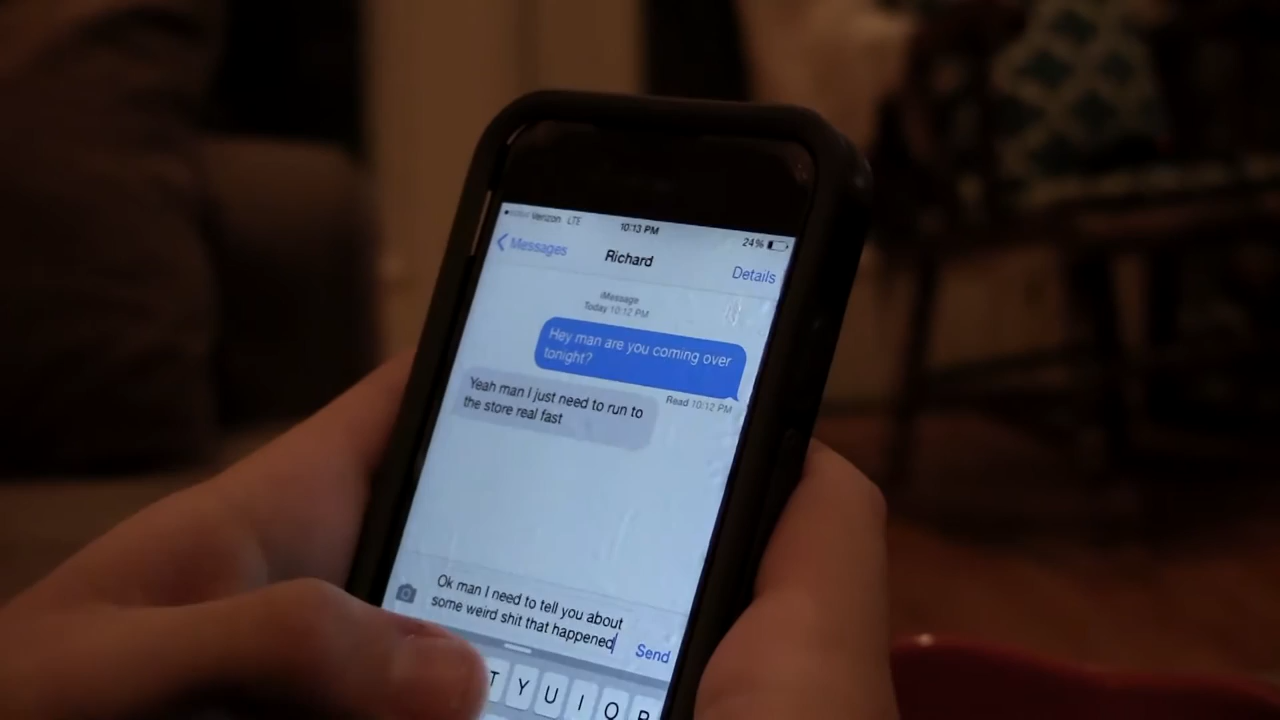 Verizon LTE 10:13 PM 24%
Messages Richard Details
iMessage
Today 10:12 PM
Hey man are you coming over
tonight?
Read 10:12 PM
Yeah man I just need to run to
the store real fast
Ok man I need to tell you about
some weird shit that happened
Send
T Y U I O P